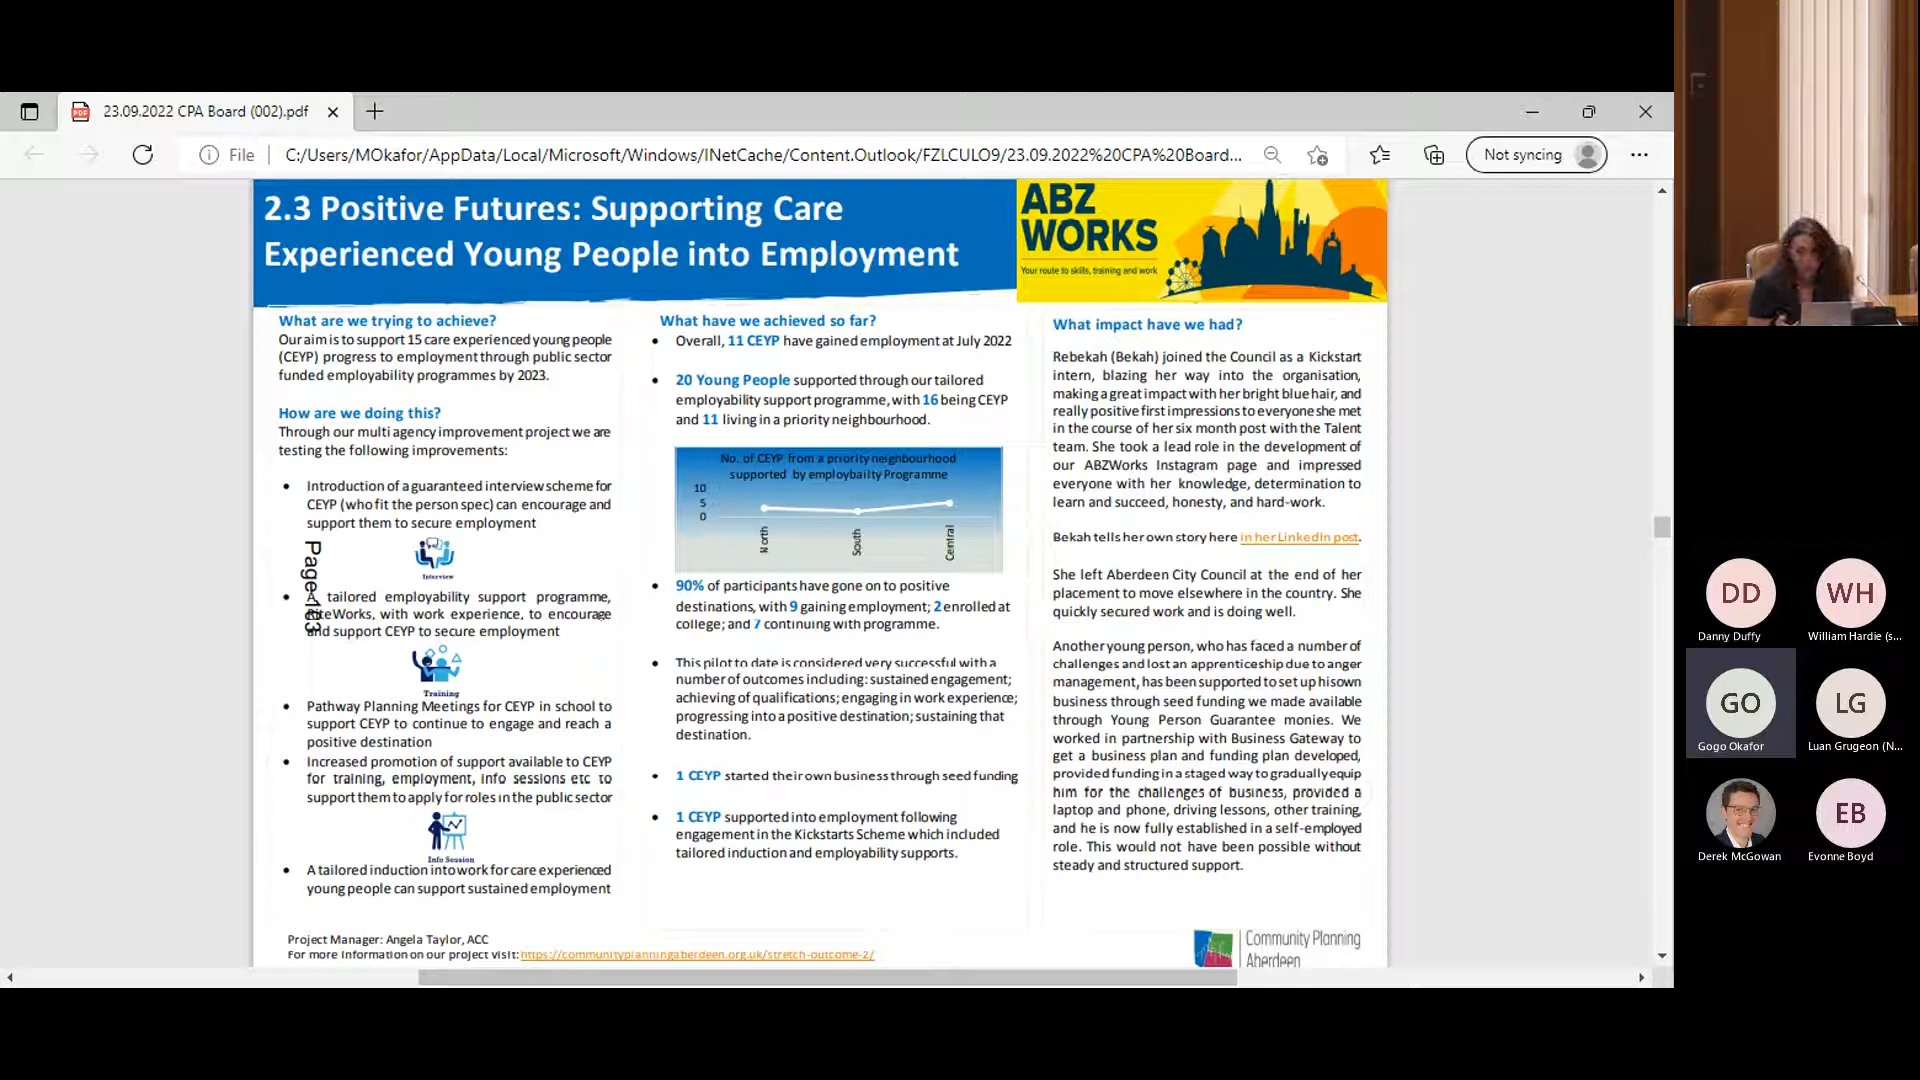 23.09.2022 CPA Board (002).pdf
File
C:/Users/MOkafor/AppData/Local/Microsoft/Windows/INetCache/Content.Outlook/FZLCULO9/23.09.2022%20CPA%20Board...
Not syncing
2.3 Positive Futures: Supporting Care
Experienced Young People into Employment
ABZ
WORKS
Your route to skills, training and work
What are we trying to achieve?
Our aim is to support 15 care experienced young people
(CEYP) progress to employment through public sector
funded employability programmes by 2023.
How are we doing this?
Through our multi agency improvement project we are
testing the following improvements:
• Introduction of a guaranteed interview scheme for
CEYP (who fit the person spec) can encourage and
support them to secure employment
Interview
Page 103
• A tailored employability support programme,
RiteWorks, with work experience, to encourage
and support CEYP to secure employment
Training
• Pathway Planning Meetings for CEYP in school to
support CEYP to continue to engage and reach a
positive destination
• Increased promotion of support available to CEYP
for training, employment, info sessions etc to
support them to apply for roles in the public sector
Info Session
• A tailored induction into work for care experienced
young people can support sustained employment
What have we achieved so far?
• Overall, 11 CEYP have gained employment at July 2022
• 20 Young People supported through our tailored
employability support programme, with 16 being CEYP
and 11 living in a priority neighbourhood.
No. of CEYP from a priority neighbourhood
supported by employbailty Programme
10
5
0
North
South
Central
• 90% of participants have gone on to positive
destinations, with 9 gaining employment; 2 enrolled at
college; and 7 continuing with programme.
• This pilot to date is considered very successful with a
number of outcomes including: sustained engagement;
achieving of qualifications; engaging in work experience;
progressing into a positive destination; sustaining that
destination.
• 1 CEYP started their own business through seed funding
• 1 CEYP supported into employment following
engagement in the Kickstarts Scheme which included
tailored induction and employability supports.
What impact have we had?
Rebekah (Bekah) joined the Council as a Kickstart
intern, blazing her way into the organisation,
making a great impact with her bright blue hair, and
really positive first impressions to everyone she met
in the course of her six month post with the Talent
team. She took a lead role in the development of
our ABZWorks Instagram page and impressed
everyone with her knowledge, determination to
learn and succeed, honesty, and hard-work.
Bekah tells her own story here in her LinkedIn post.
She left Aberdeen City Council at the end of her
placement to move elsewhere in the country. She
quickly secured work and is doing well.
Another young person, who has faced a number of
challenges and lost an apprenticeship due to anger
management, has been supported to set up his own
business through seed funding we made available
through Young Person Guarantee monies. We
worked in partnership with Business Gateway to
get a business plan and funding plan developed,
provided funding in a staged way to gradually equip
him for the challenges of business, provided a
laptop and phone, driving lessons, other training,
and he is now fully established in a self-employed
role. This would not have been possible without
steady and structured support.
Project Manager: Angela Taylor, ACC
For more information on our project visit: https://communityplanningaberdeen.org.uk/stretch-outcome-2/
Community Planning
Aberdeen
DD
Danny Duffy
WH
William Hardie (s...
GO
Gogo Okafor
LG
Luan Grugeon (N...
Derek McGowan
EB
Evonne Boyd